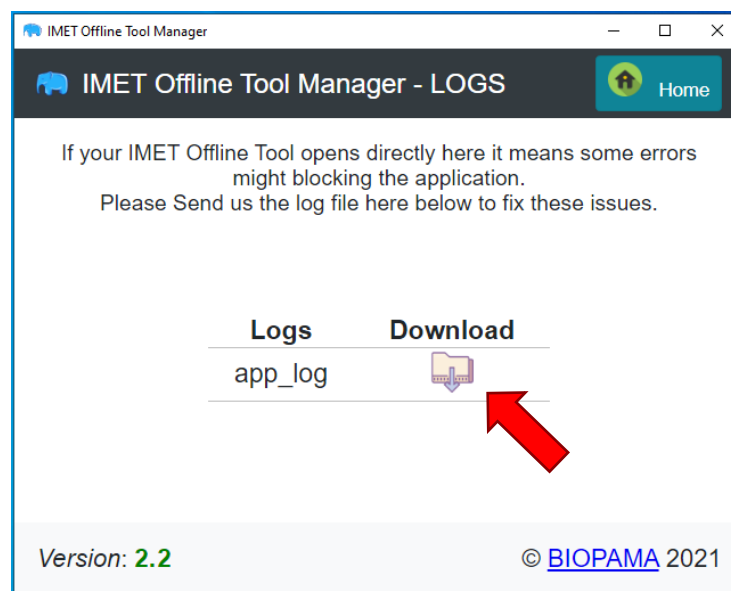 IMET Offline Tool Manager
IMET Offline Tool Manager - LOGS
Home
If your IMET Offline Tool opens directly here it means some errors
might blocking the application.
Please Send us the log file here below to fix these issues.
Logs Download
app_log
Version: 2.2
© BIOPAMA 2021